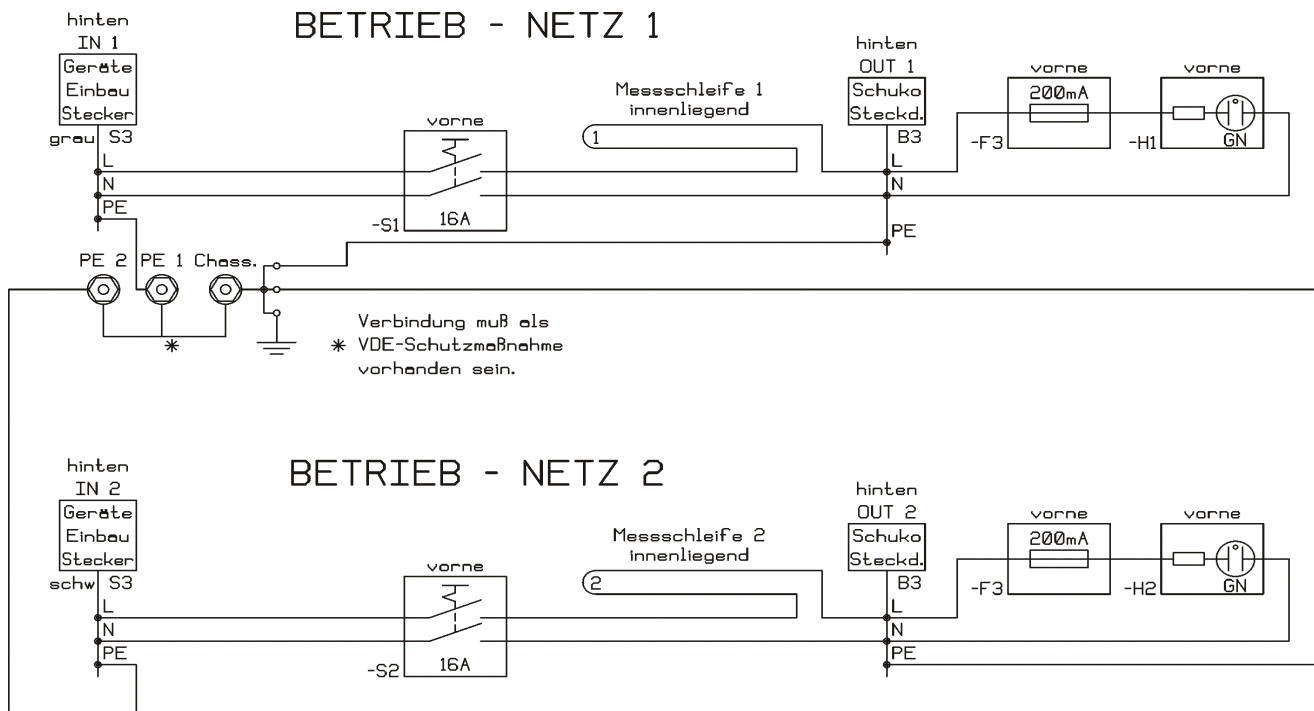 BETRIEB - NETZ 1
hinten
IN 1
Geräte
Einbau
Stecker
grau S3
L
N
PE
vorne
16A
-S1
Messschleife 1
innenliegend
1
hinten
OUT 1
Schuko
Steckd.
B3
L
N
PE
vorne
200mA
-F3
vorne
-H1
GN
PE 2 PE 1 Chass.
*
Verbindung muß als
* VDE-Schutzmaßnahme
vorhanden sein.
BETRIEB - NETZ 2
hinten
IN 2
Geräte
Einbau
Stecker
schw S3
L
N
PE
vorne
16A
-S2
Messschleife 2
innenliegend
2
hinten
OUT 2
Schuko
Steckd.
B3
L
N
PE
vorne
200mA
-F3
vorne
-H2
GN